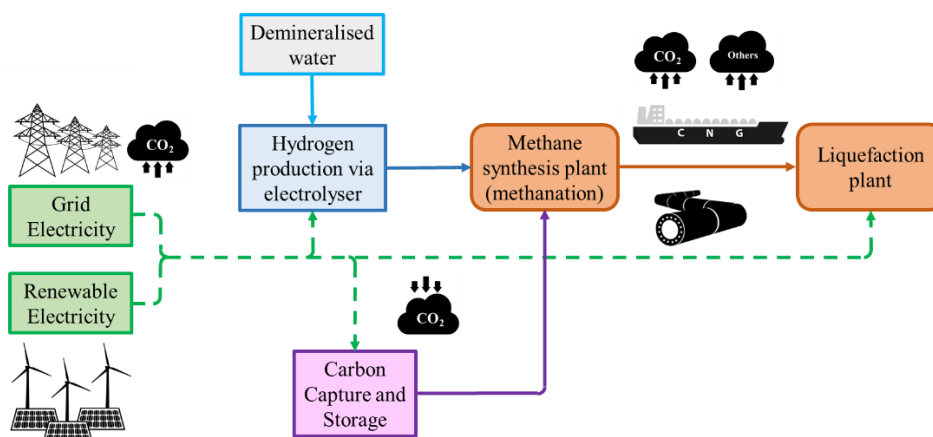 Demineralised
water
CO2
Others
C N G
CO2
Hydrogen
production via
electrolyser
Methane
synthesis plant
(methanation)
Liquefaction
plant
Grid
Electricity
Renewable
Electricity
CO2
Carbon
Capture and
Storage